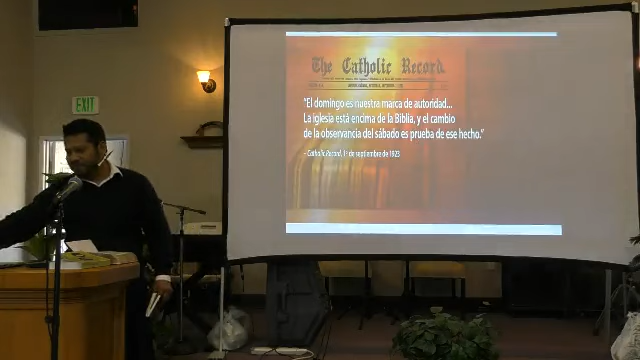 EXIT
The Catholic Record.
"El domingo es nuestra marca de autoridad...
La iglesia está encima de la Biblia, y el cambio
de la observancia del sábado es prueba de ese hecho."
- Catholic Record, 1º de septiembre de 1923